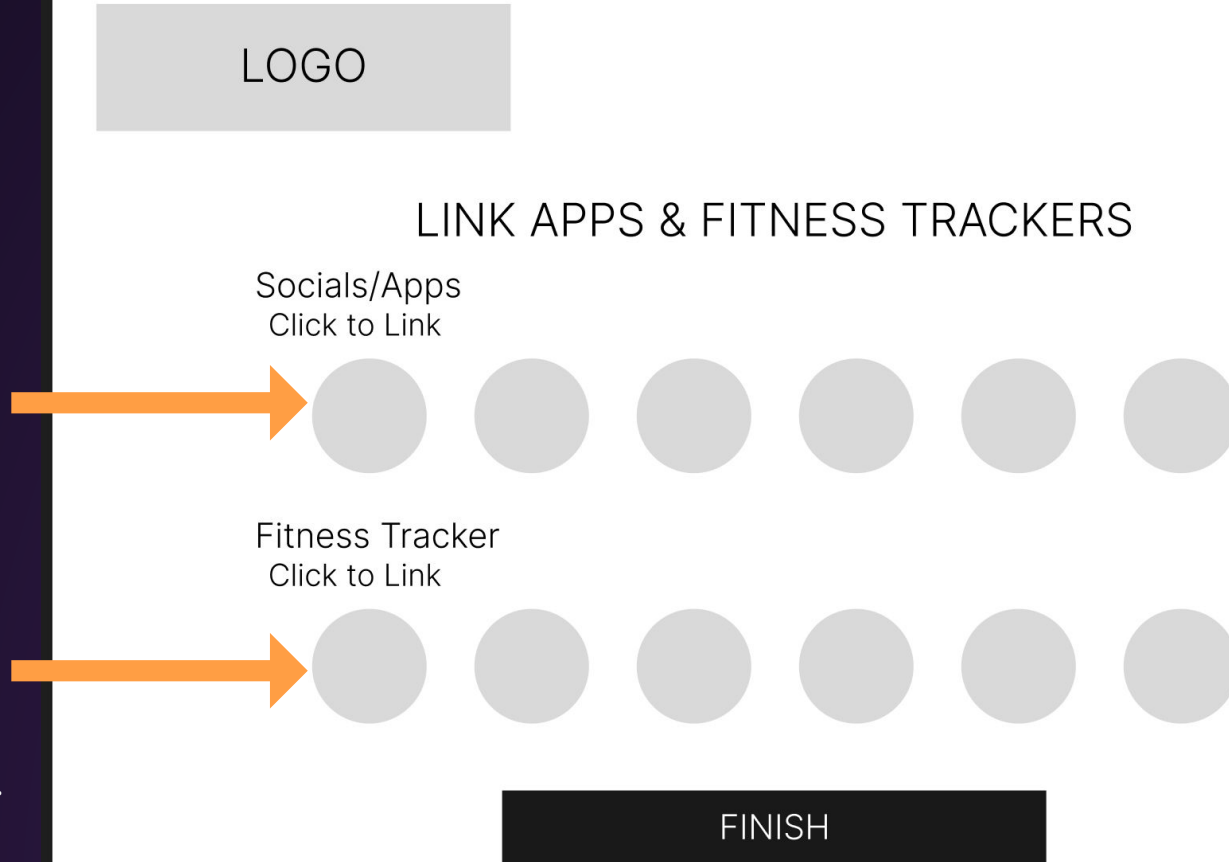 LOGO
LINK APPS & FITNESS TRACKERS
Socials/Apps
Click to Link
Fitness Tracker
Click to Link
FINISH